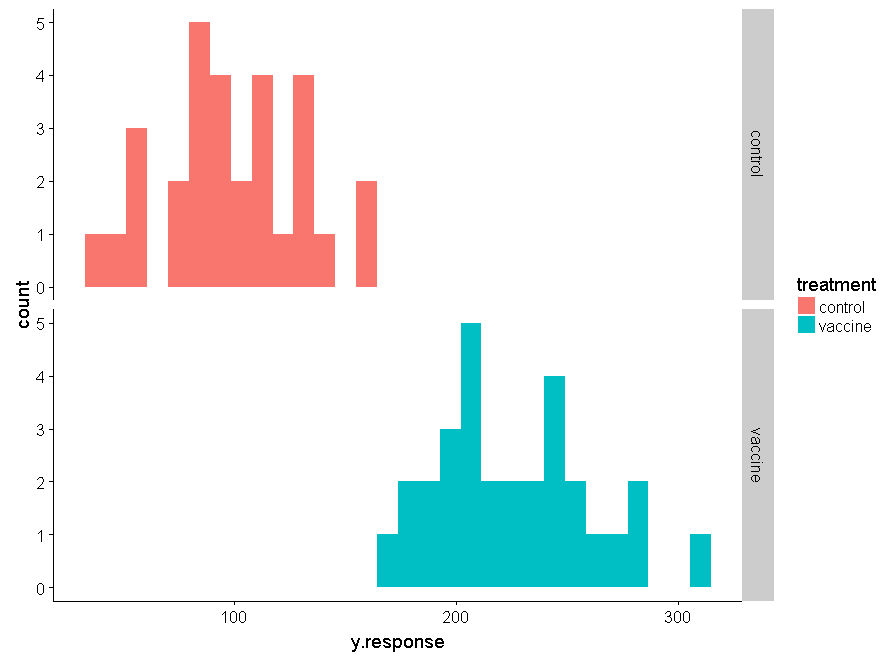 count
5
4
3
2
1
0
control
5
4
3
2
1
0
vaccine
100
200
300
y.response
treatment
control
vaccine